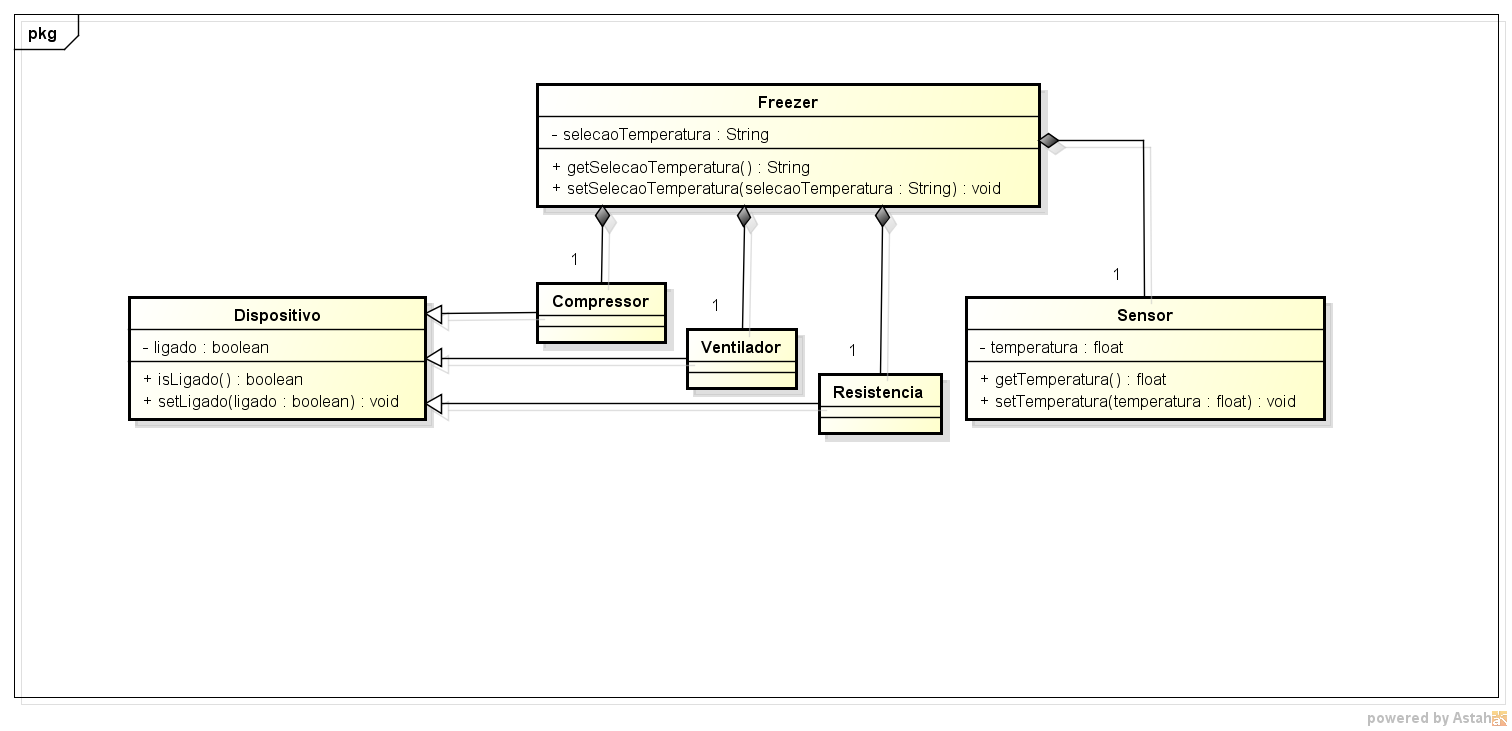 pkg
Freezer
- selecaoTemperatura : String
+ getSelecaoTemperatura() : String
+ setSelecaoTemperatura(selecaoTemperatura : String) : void
1
1
1
1
Compressor
Ventilador
Resistencia
Dispositivo
- ligado : boolean
+ isLigado() : boolean
+ setLigado(ligado : boolean) : void
Sensor
- temperatura : float
+ getTemperatura() : float
+ setTemperatura(temperatura : float) : void
powered by Astah